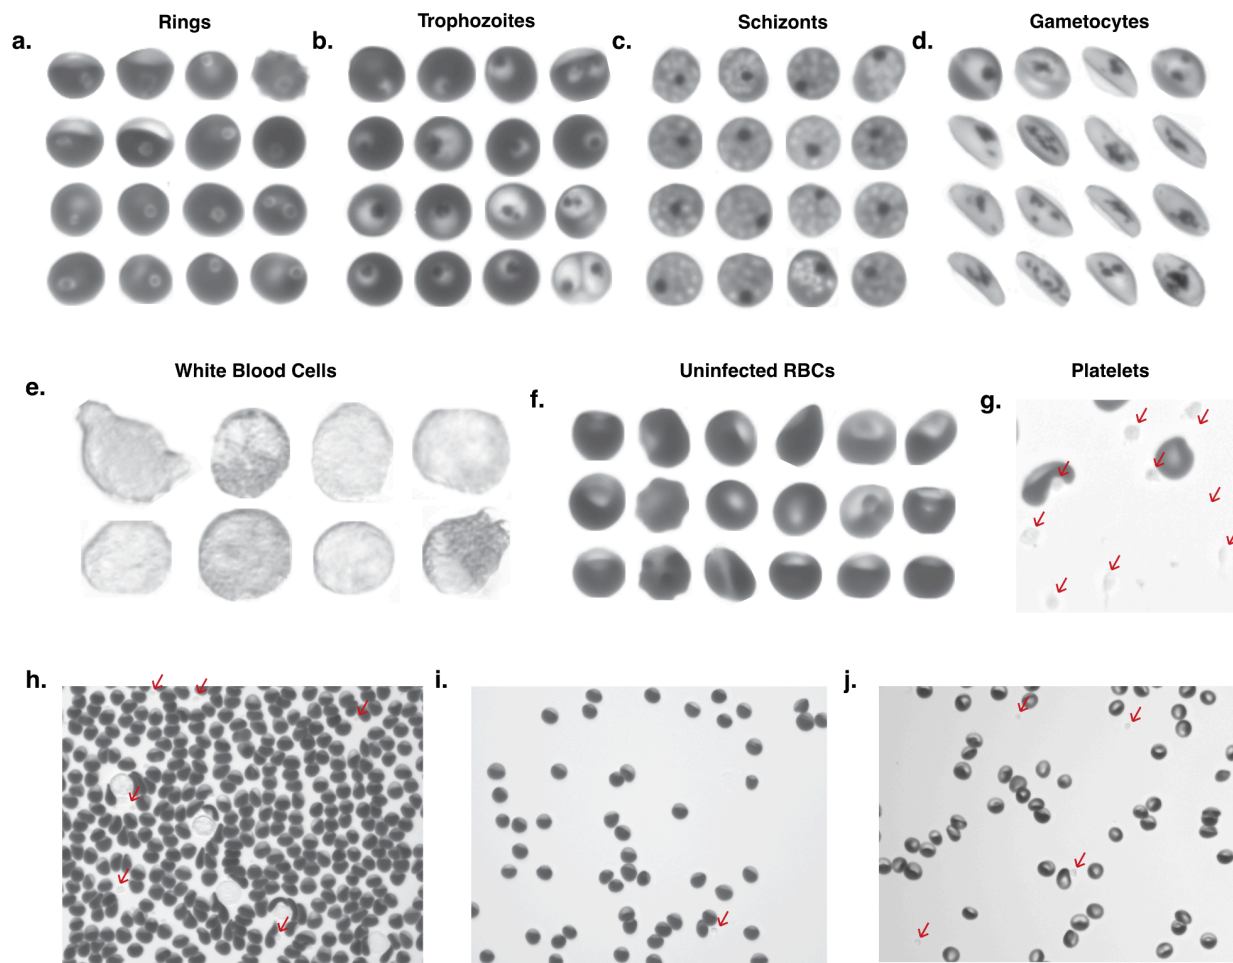 Rings
Trophozoites
Schizonts
Gametocytes
a.
b.
c.
d.
White Blood Cells
Uninfected RBCs
Platelets
e.
f.
g.
h.
i.
j.